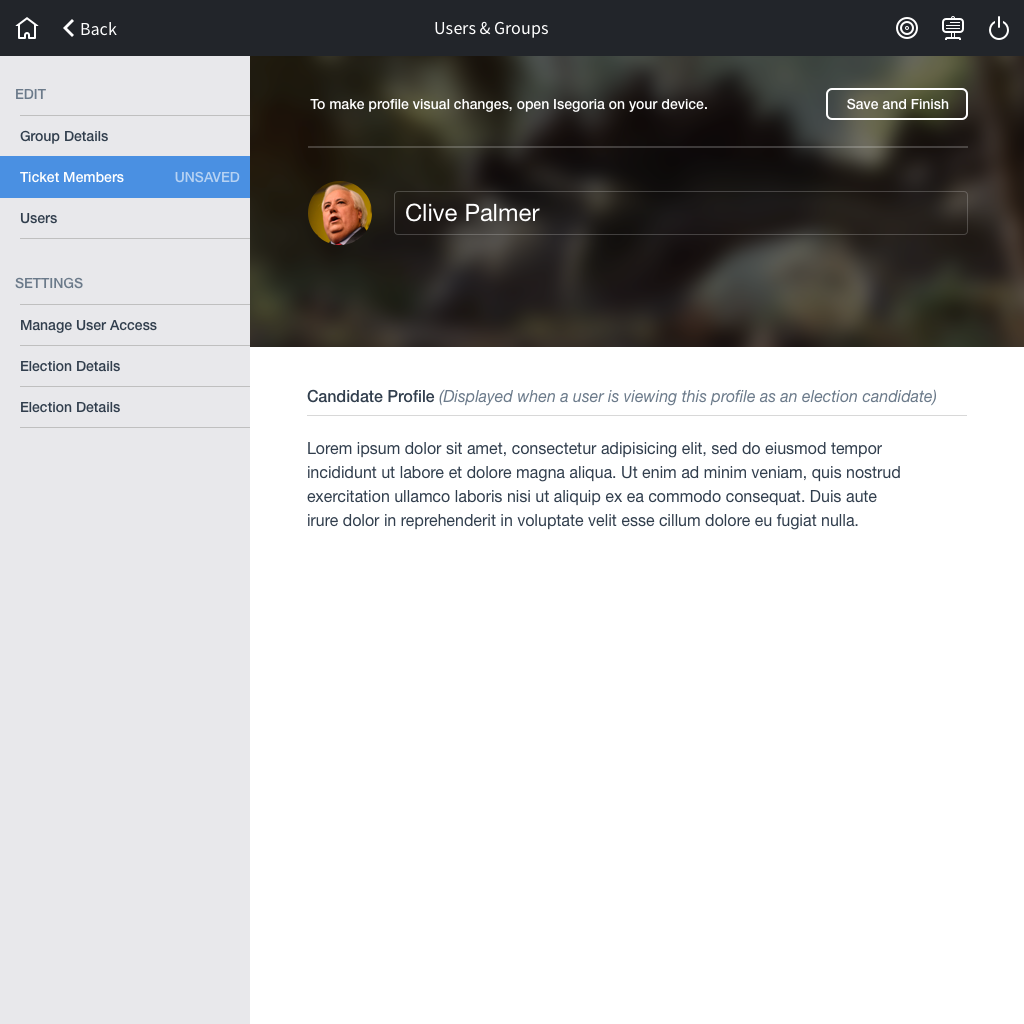 Back
Users & Groups
EDIT
Group Details
Ticket Members UNSAVED
Users
SETTINGS
Manage User Access
Election Details
Election Details
To make profile visual changes, open Isegoria on your device.
Save and Finish
Clive Palmer
Candidate Profile (Displayed when a user is viewing this profile as an election candidate)
Lorem ipsum dolor sit amet, consectetur adipisicing elit, sed do eiusmod tempor
incididunt ut labore et dolore magna aliqua. Ut enim ad minim veniam, quis nostrud
exercitation ullamco laboris nisi ut aliquip ex ea commodo consequat. Duis aute
irure dolor in reprehenderit in voluptate velit esse cillum dolore eu fugiat nulla.